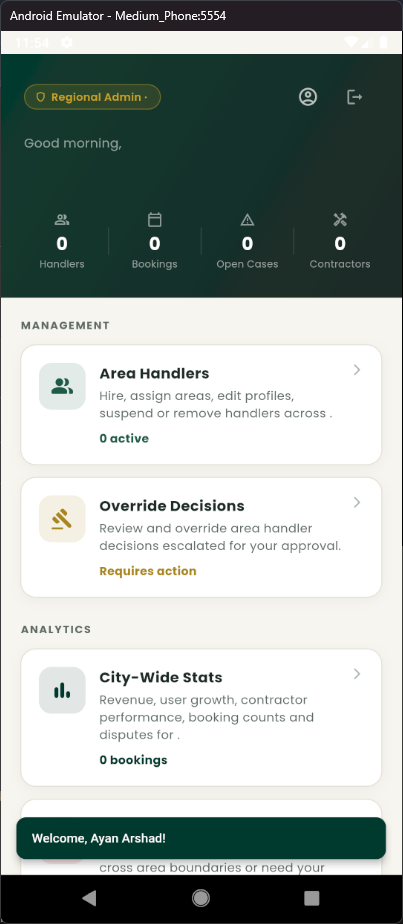 Android Emulator - Medium_Phone:5554
11:54
Regional Admin ·
Good morning,
0 0 0 0
Handlers Bookings Open Cases Contractors
MANAGEMENT
Area Handlers
Hire, assign areas, edit profiles,
suspend or remove handlers across .
0 active
Override Decisions
Review and override area handler
decisions escalated for your approval.
Requires action
ANALYTICS
City-Wide Stats
Revenue, user growth, contractor
performance, booking counts and
disputes for .
0 bookings
Welcome, Ayan Arshad!
cross area boundaries or need your